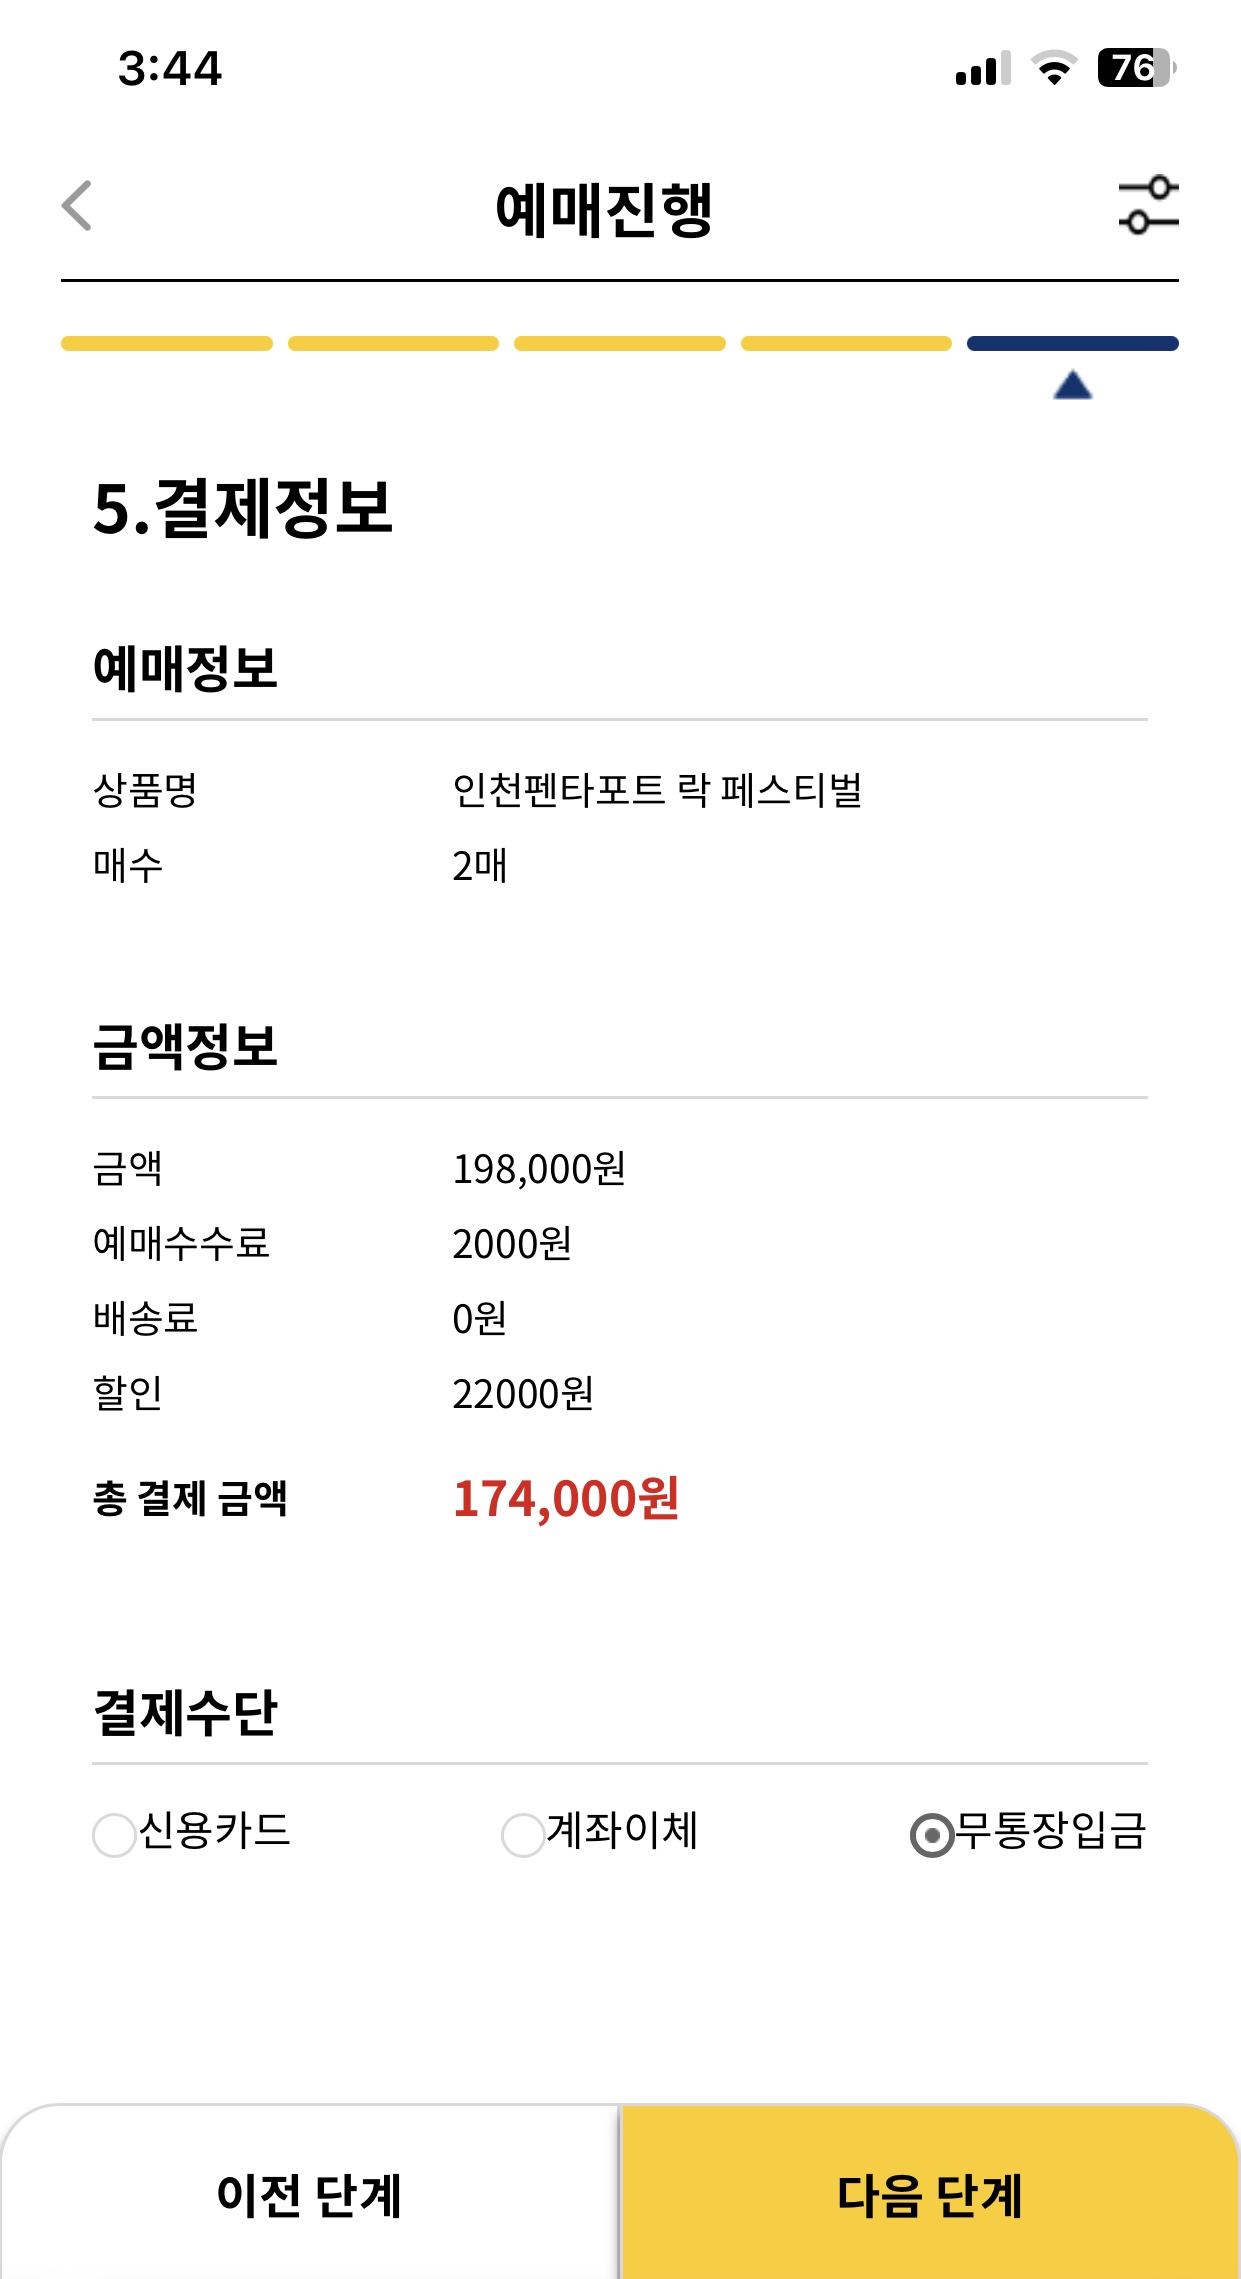 3:44
76
예매진행
5.결제정보
예매정보
상품명 인천펜타포트 락 페스티벌
매수 2매
금액정보
금액 198,000원
예매수수료 2000원
배송료 0원
할인 22000원
총 결제 금액 174,000원
결제수단
신용카드 계좌이체 무통장입금
이전 단계 다음 단계